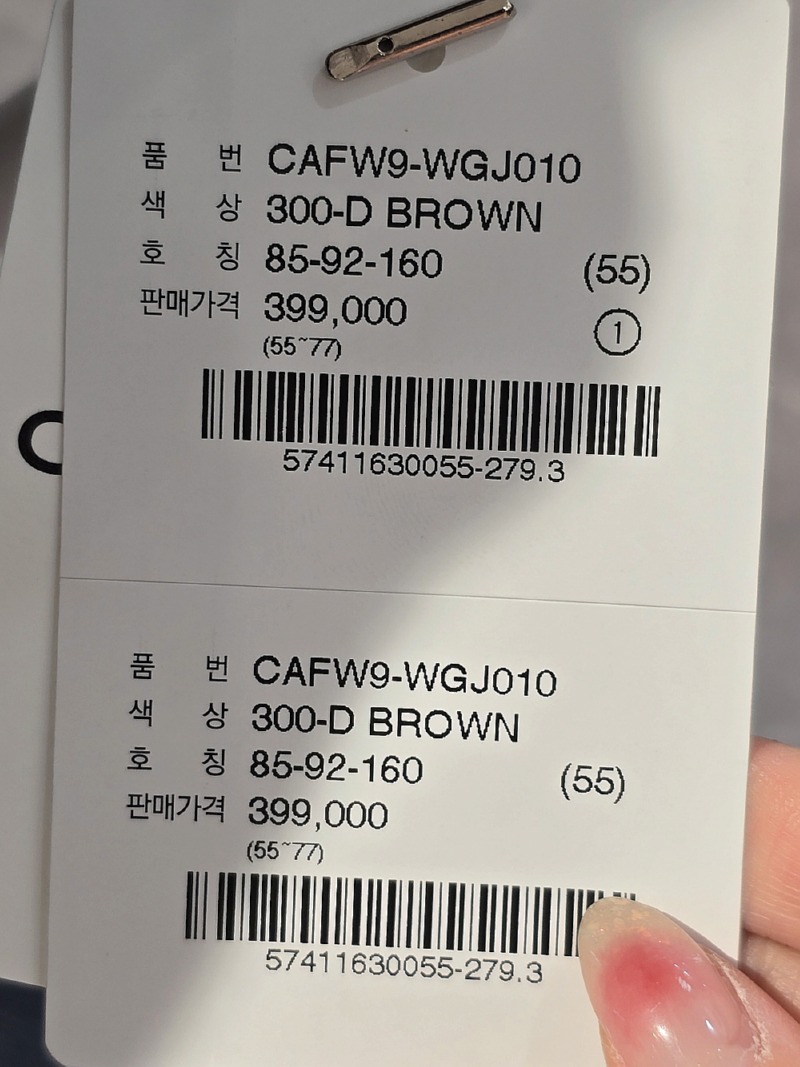 품 번 CAFW9-WGJ010
색 상 300-D BROWN
호 칭 85-92-160 (55)
판매가격 399,000 1
(55~77)
57411630055-279.3
품 번 CAFW9-WGJ010
색 상 300-D BROWN
호 칭 85-92-160 (55)
판매가격 399,000
(55~77)
57411630055-279.3